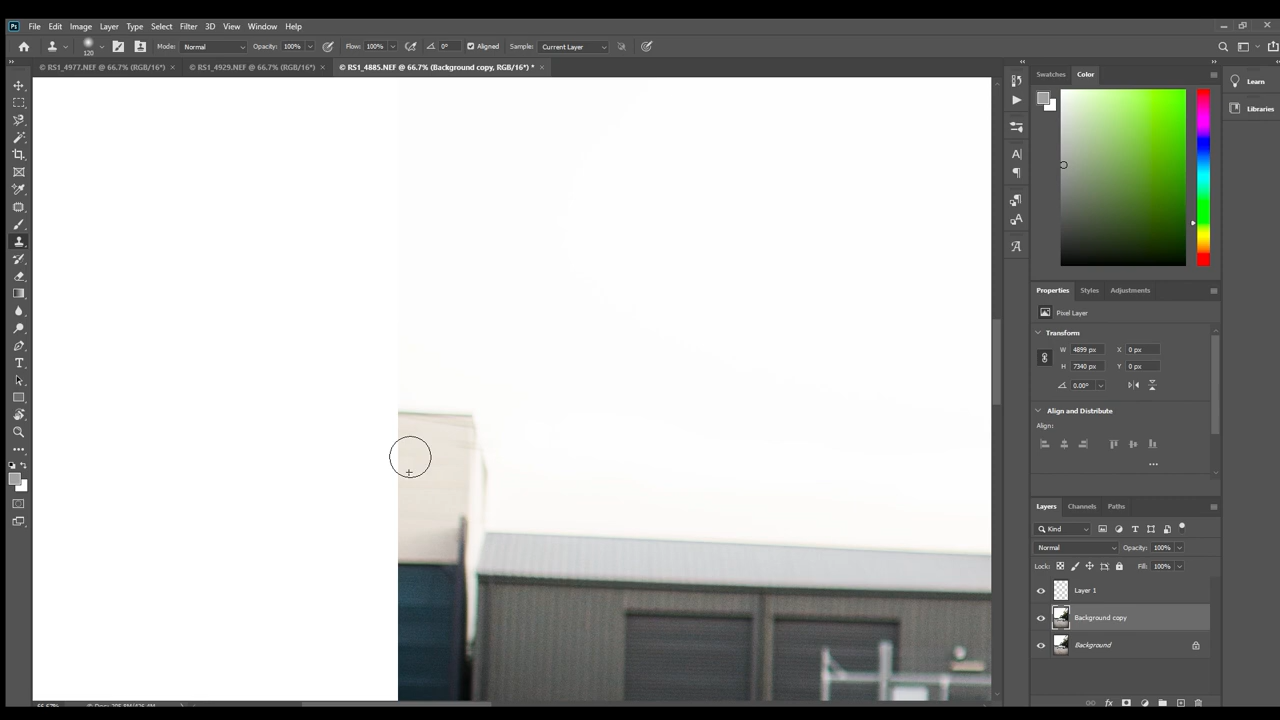 Ps File Edit Image Layer Type Select Filter 3D View Window Help
120 Mode: Normal Opacity: 100% Flow: 100% 0° Aligned Sample: Current Layer
© RS1_4977.NEF @ 66.7% (RGB/16*) × © RS1_4929.NEF @ 66.7% (RGB/16*) × © RS1_4885.NEF @ 66.7% (Background copy, RGB/16*) * ×
Swatches Color
Learn
Libraries
Properties Styles Adjustments
Pixel Layer
Transform
W 4899 px X 0 px
H 7340 px Y 0 px
0.00°
Align and Distribute
Align:
Layers Channels Paths
Kind
Normal Opacity: 100%
Lock: Fill: 100%
Layer 1
Background copy
Background